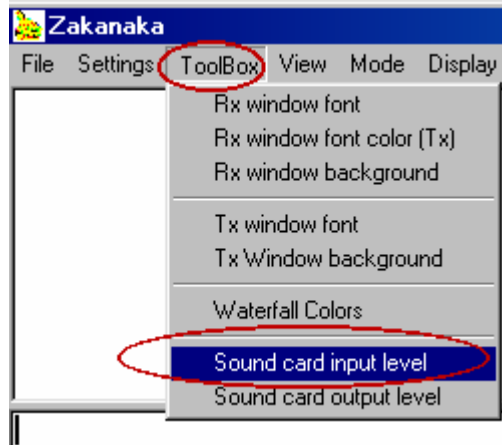 Zakanaka
File Settings ToolBox View Mode Display
Rx window font
Rx window font color (Tx)
Rx window background
Tx window font
Tx Window background
Waterfall Colors
Sound card input level
Sound card output level